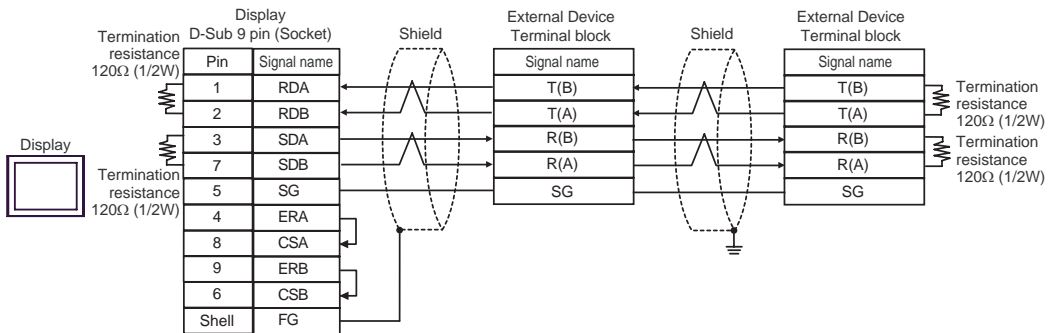 Display
Display
D-Sub 9 pin (Socket)
Termination
resistance
120Ω (1/2W)
Termination
resistance
120Ω (1/2W)
Pin Signal name
1 RDA
2 RDB
3 SDA
7 SDB
5 SG
4 ERA
8 CSA
9 ERB
6 CSB
Shell FG
Shield
External Device
Terminal block
Signal name
T(B)
T(A)
R(B)
R(A)
SG
Shield
External Device
Terminal block
Signal name
T(B)
T(A)
R(B)
R(A)
SG
Termination
resistance
120Ω (1/2W)
Termination
resistance
120Ω (1/2W)